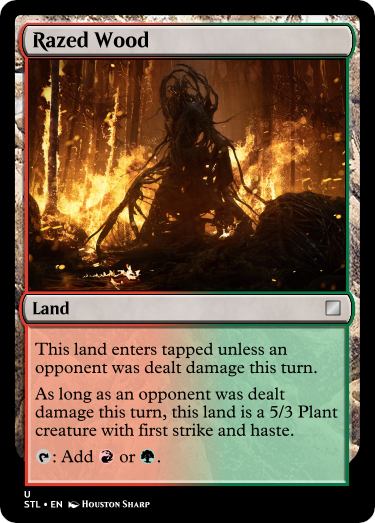 Razed Wood
Land
This land enters tapped unless an
opponent was dealt damage this turn.
As long as an opponent was dealt
damage this turn, this land is a 5/3 Plant
creature with first strike and haste.
: Add or .
U
STL • EN Houston Sharp